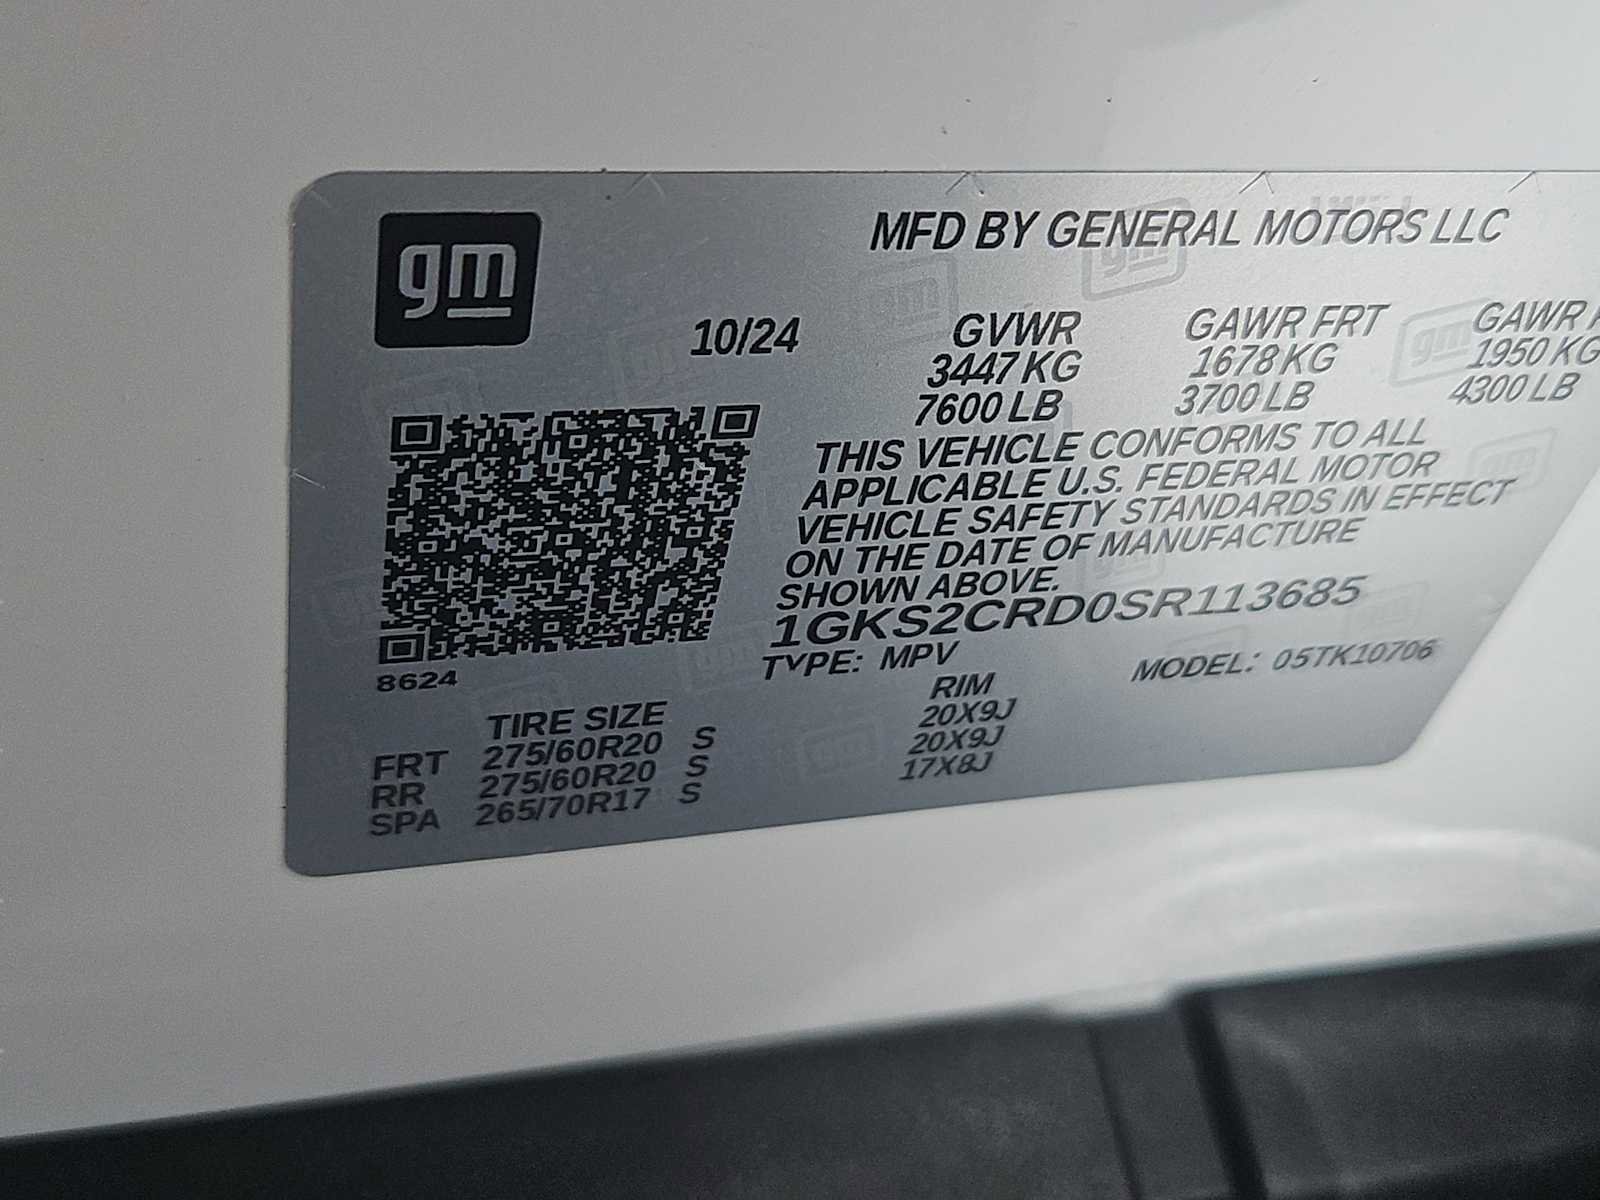 gm
MFD BY GENERAL MOTORS LLC
10/24 GVWR GAWR FRT GAWR
3447 KG 1678 KG 1950 KG
7600 LB 3700 LB 4300 LB
THIS VEHICLE CONFORMS TO ALL
APPLICABLE U.S. FEDERAL MOTOR
VEHICLE SAFETY STANDARDS IN EFFECT
ON THE DATE OF MANUFACTURE
SHOWN ABOVE.
1GKS2CRD0SR113685
8624
TYPE: MPV MODEL: 05TK10706
TIRE SIZE RIM
FRT 275/60R20 S 20X9J
RR 275/60R20 S 20X9J
SPA 265/70R17 S 17X8J